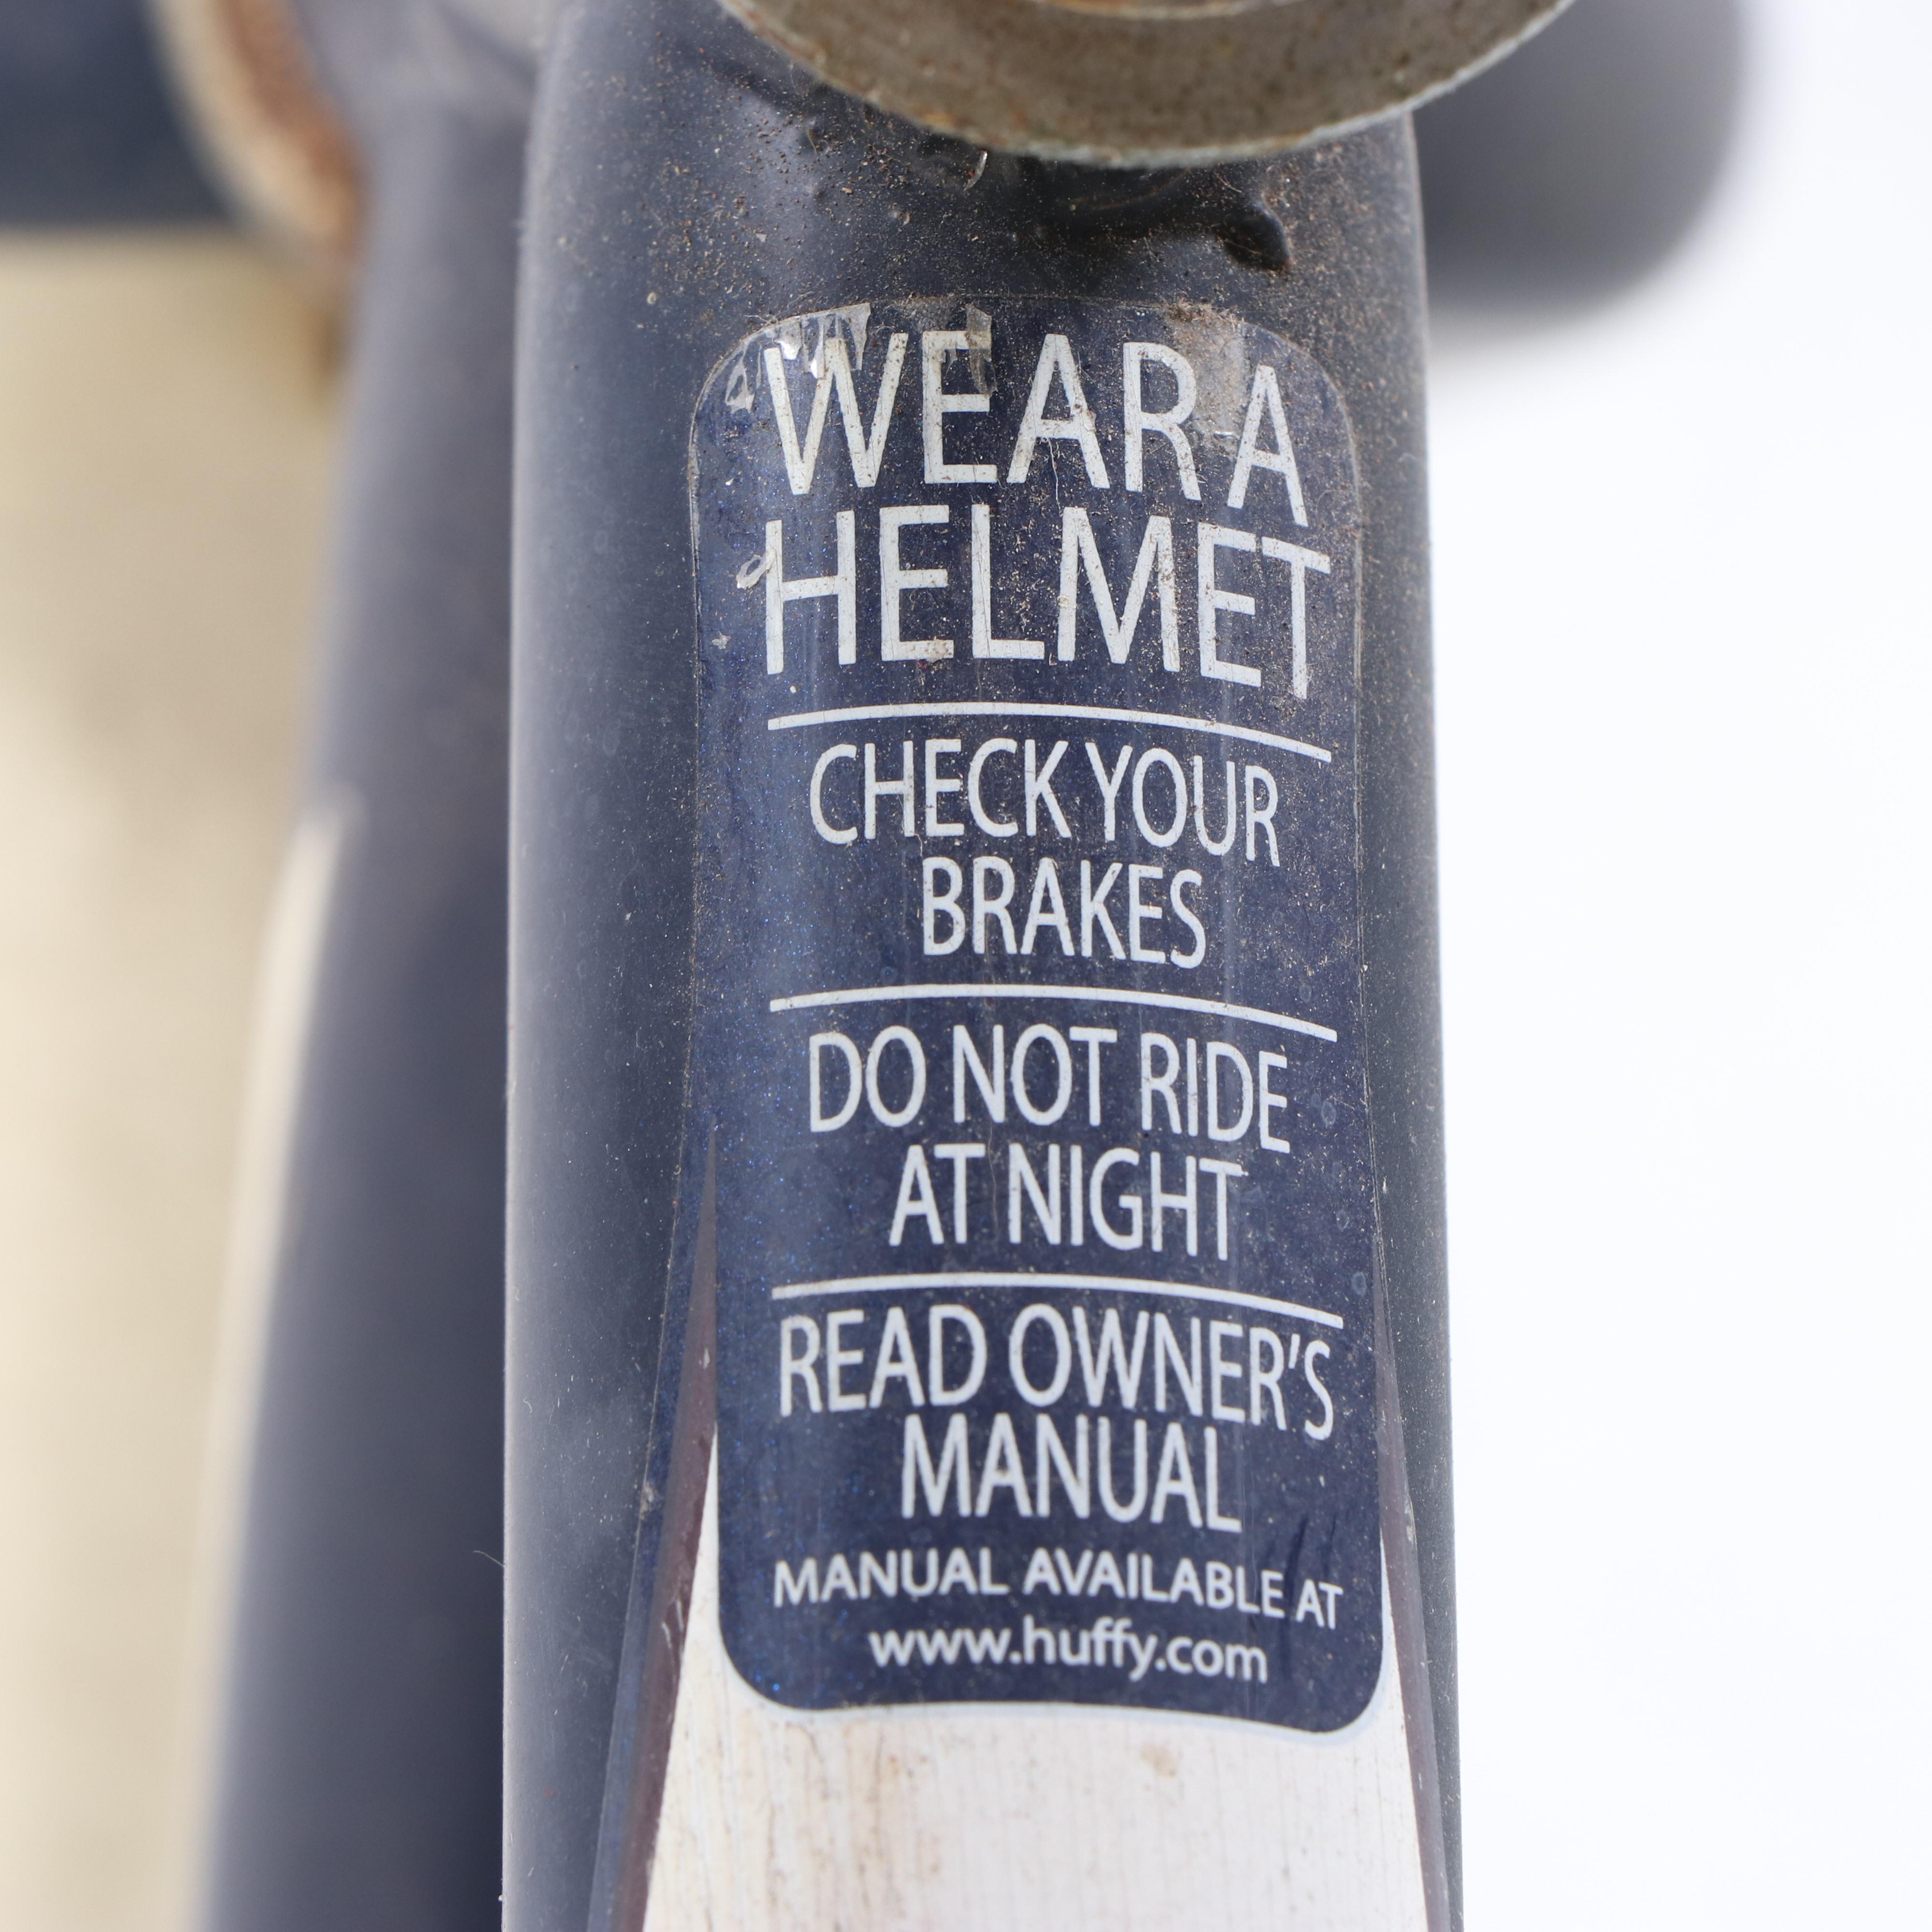 WEAR A
HELMET
CHECK YOUR
BRAKES
DO NOT RIDE
AT NIGHT
READ OWNER'S
MANUAL
MANUAL AVAILABLE AT
www.huffy.com